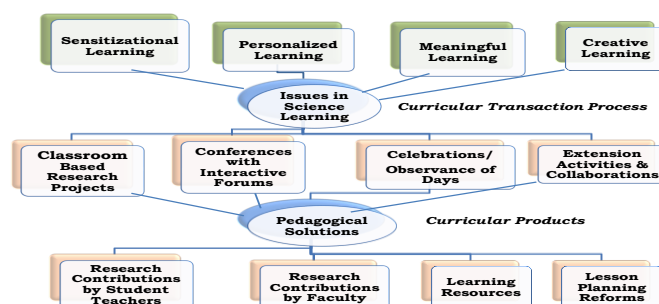 Sensitizational
Learning
Personalized
Learning
Meaningful
Learning
Creative
Learning
Issues in
Science
Learning
Curricular Transaction Process
Classroom
Based
Research
Projects
Conferences
with
Interactive
Forums
Celebrations/
Observance of
Days
Extension
Activities &
Collaborations
Pedagogical
Solutions
Curricular Products
Research
Contributions
by Student
Teachers
Research
Contributions
by Faculty
Learning
Resources
Lesson
Planning
Reforms